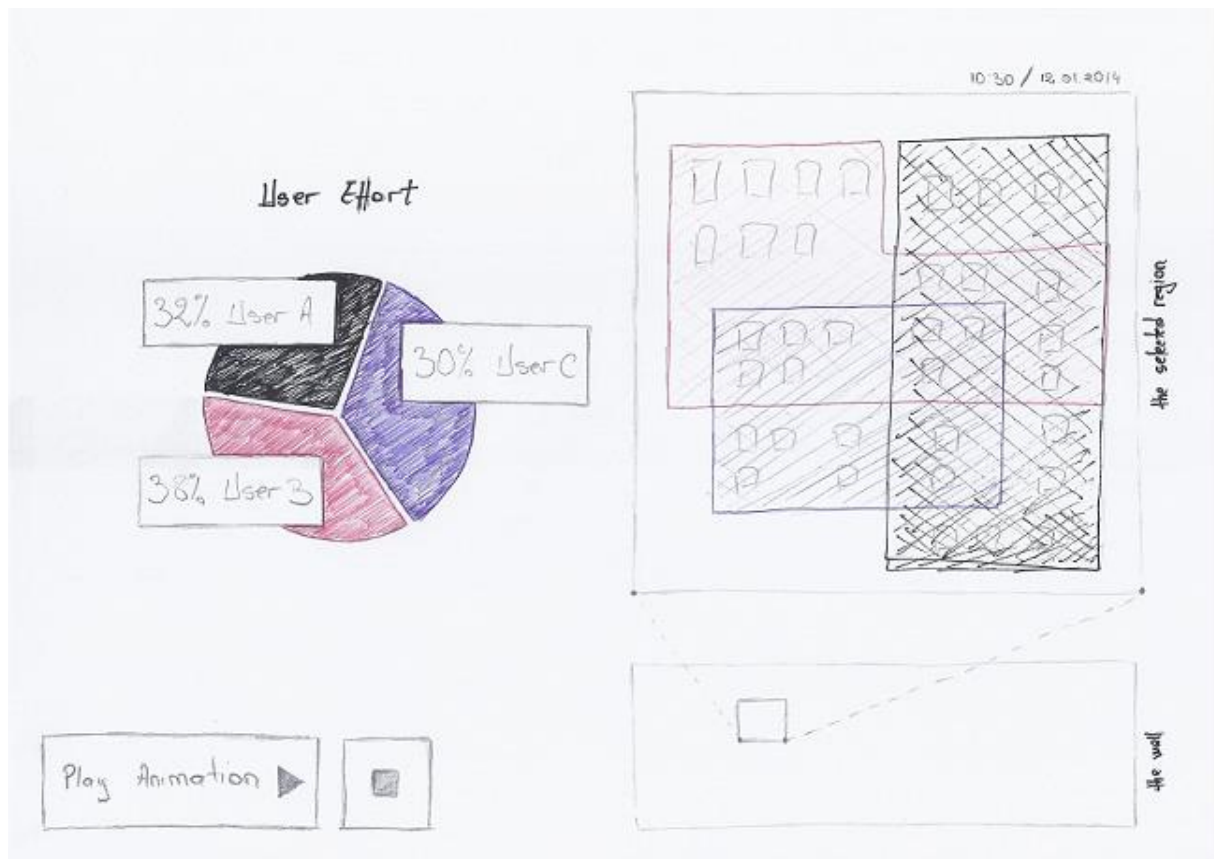 10:30 / 12.01.2014
User Effort
32% User A
30% User C
38% User B
the selected region
Play Animation
the wall